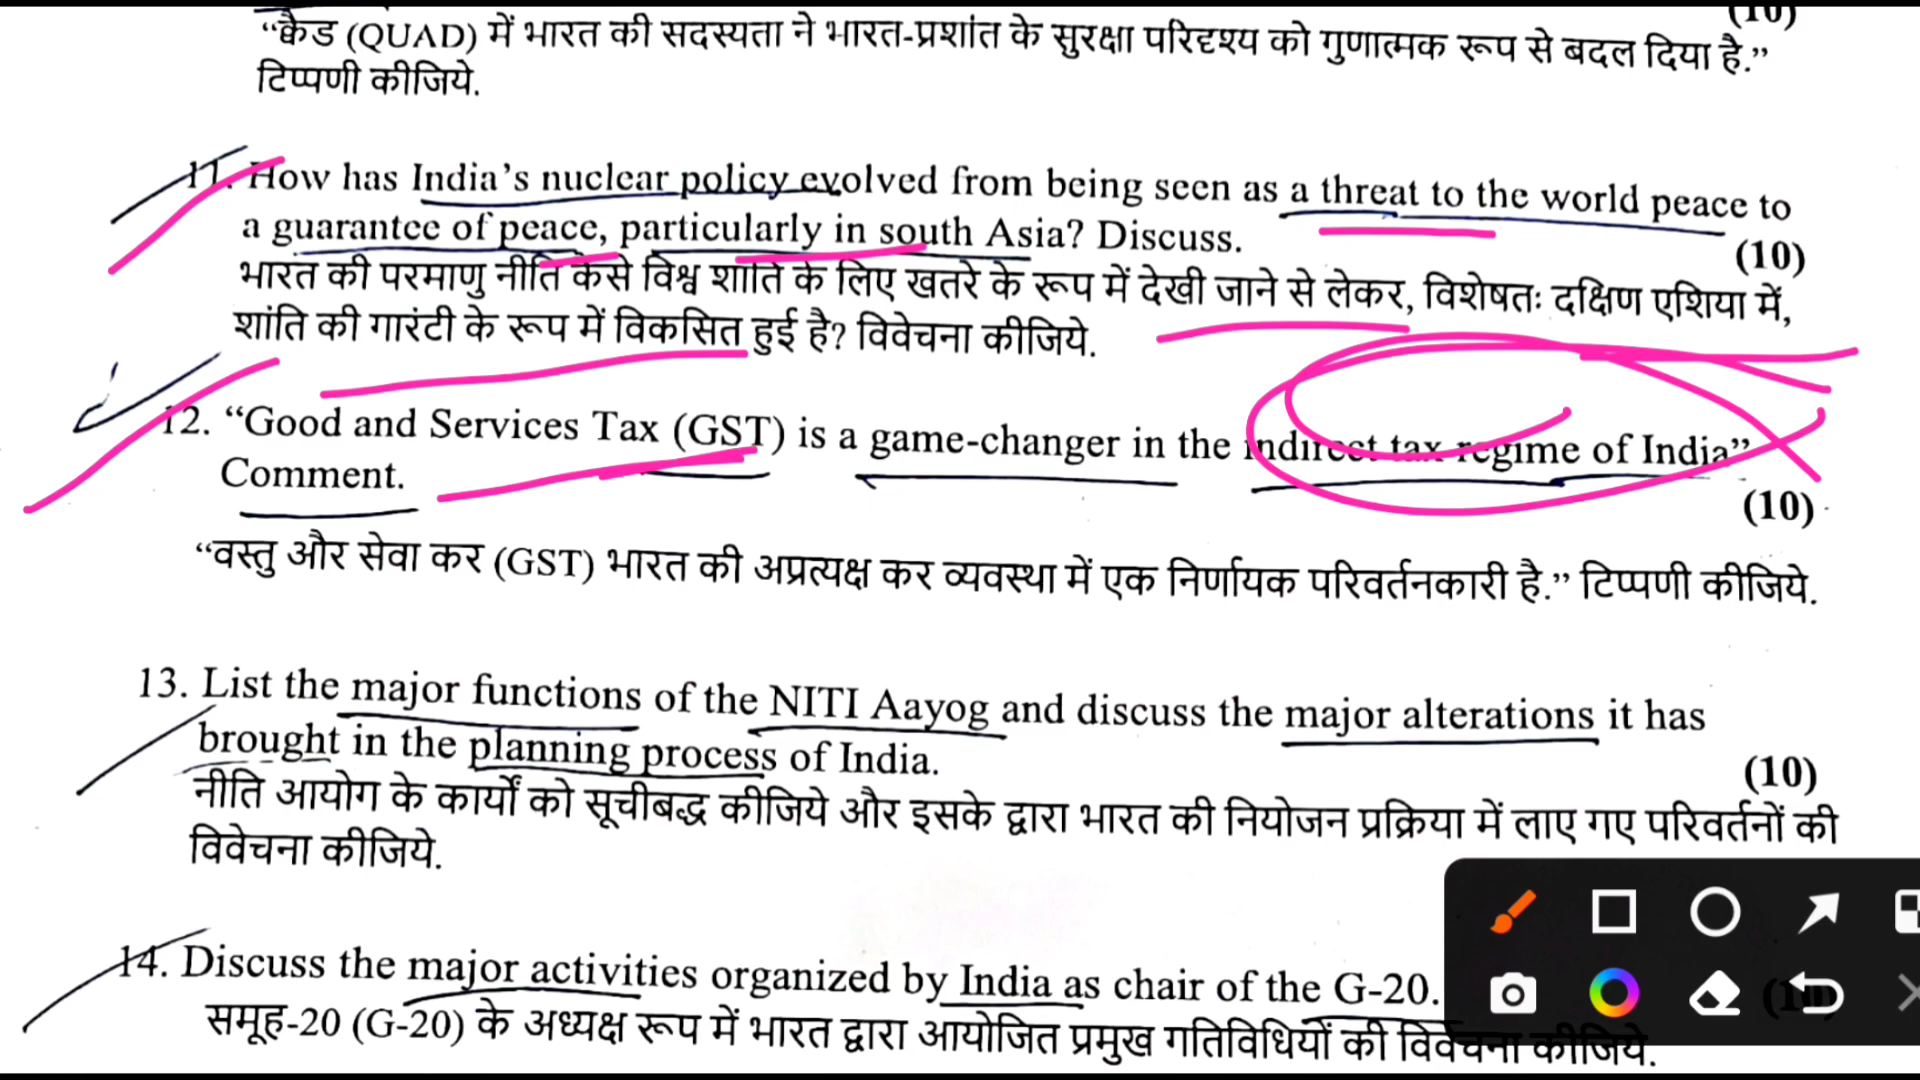 (10)
“क्वैड (QUAD) में भारत की सदस्यता ने भारत-प्रशांत के सुरक्षा परिदृश्य को गुणात्मक रूप से बदल दिया है.”
टिप्पणी कीजिये.
11. How has India’s nuclear policy evolved from being seen as a threat to the world peace to
a guarantee of peace, particularly in south Asia? Discuss. (10)
भारत की परमाणु नीति कैसे विश्व शांति के लिए खतरे के रूप में देखी जाने से लेकर, विशेषतः दक्षिण एशिया में,
शांति की गारंटी के रूप में विकसित हुई है? विवेचना कीजिये.
12. “Good and Services Tax (GST) is a game-changer in the indirect tax regime of India”
Comment. (10)
“वस्तु और सेवा कर (GST) भारत की अप्रत्यक्ष कर व्यवस्था में एक निर्णायक परिवर्तनकारी है.” टिप्पणी कीजिये.
13. List the major functions of the NITI Aayog and discuss the major alterations it has
brought in the planning process of India. (10)
नीति आयोग के कार्यों को सूचीबद्ध कीजिये और इसके द्वारा भारत की नियोजन प्रक्रिया में लाए गए परिवर्तनों की
विवेचना कीजिये.
14. Discuss the major activities organized by India as chair of the G-20. (10)
समूह-20 (G-20) के अध्यक्ष रूप में भारत द्वारा आयोजित प्रमुख गतिविधियों की विवेचना कीजिये.